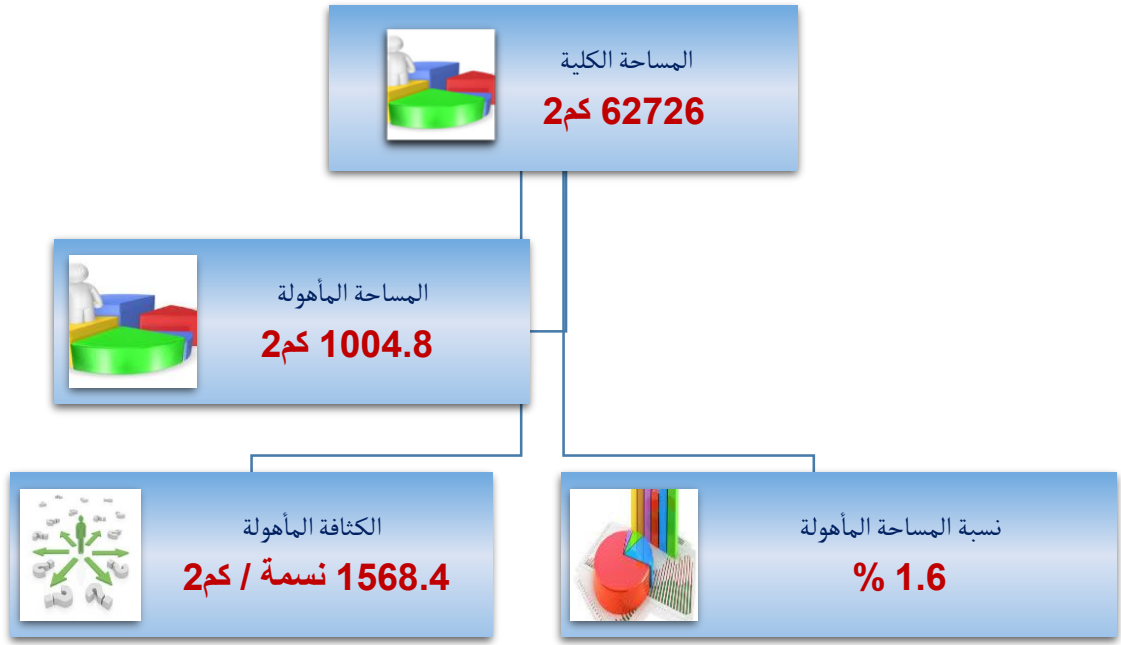 المساحة الكلية
62726 كم2
المساحة المأهولة
1004.8 كم2
نسبة المساحة المأهولة
1.6 %
الكثافة المأهولة
1568.4 نسمة / كم2